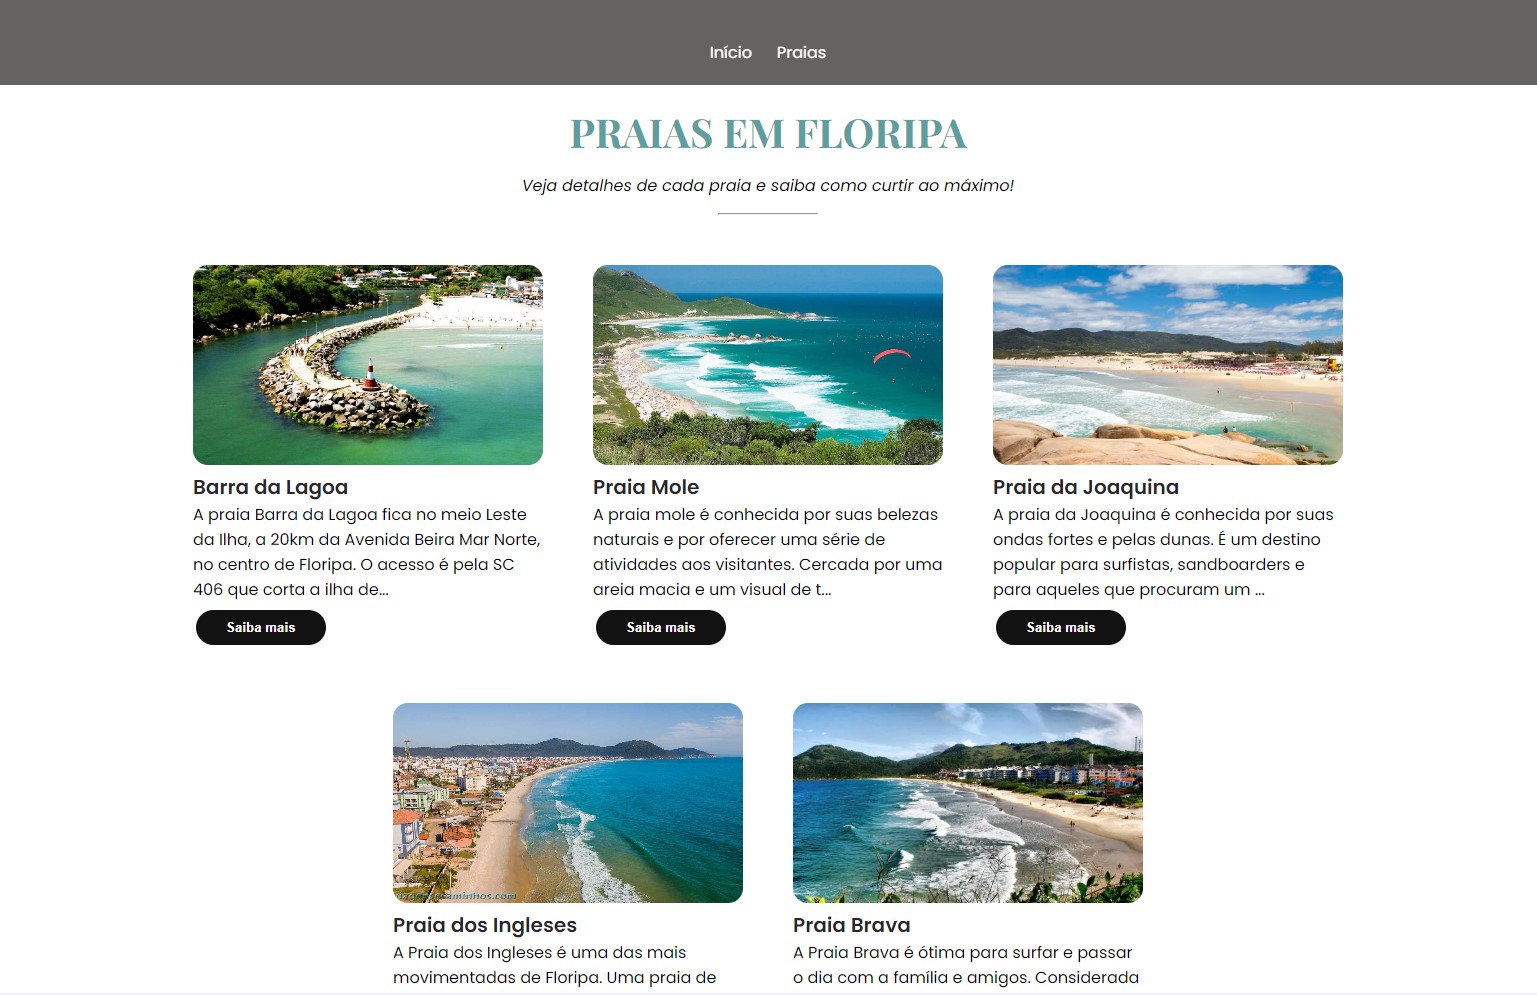 Início Praias
PRAIAS EM FLORIPA
Veja detalhes de cada praia e saiba como curtir ao máximo!
Barra da Lagoa
A praia Barra da Lagoa fica no meio Leste
da Ilha, a 20km da Avenida Beira Mar Norte,
no centro de Floripa. O acesso é pela SC
406 que corta a ilha de...
Saiba mais
Praia Mole
A praia mole é conhecida por suas belezas
naturais e por oferecer uma série de
atividades aos visitantes. Cercada por uma
areia macia e um visual de t...
Saiba mais
Praia da Joaquina
A praia da Joaquina é conhecida por suas
ondas fortes e pelas dunas. É um destino
popular para surfistas, sandboarders e
para aqueles que procuram um ...
Saiba mais
Praia dos Ingleses
A Praia dos Ingleses é uma das mais
movimentadas de Floripa. Uma praia de
Praia Brava
A Praia Brava é ótima para surfar e passar
o dia com a família e amigos. Considerada